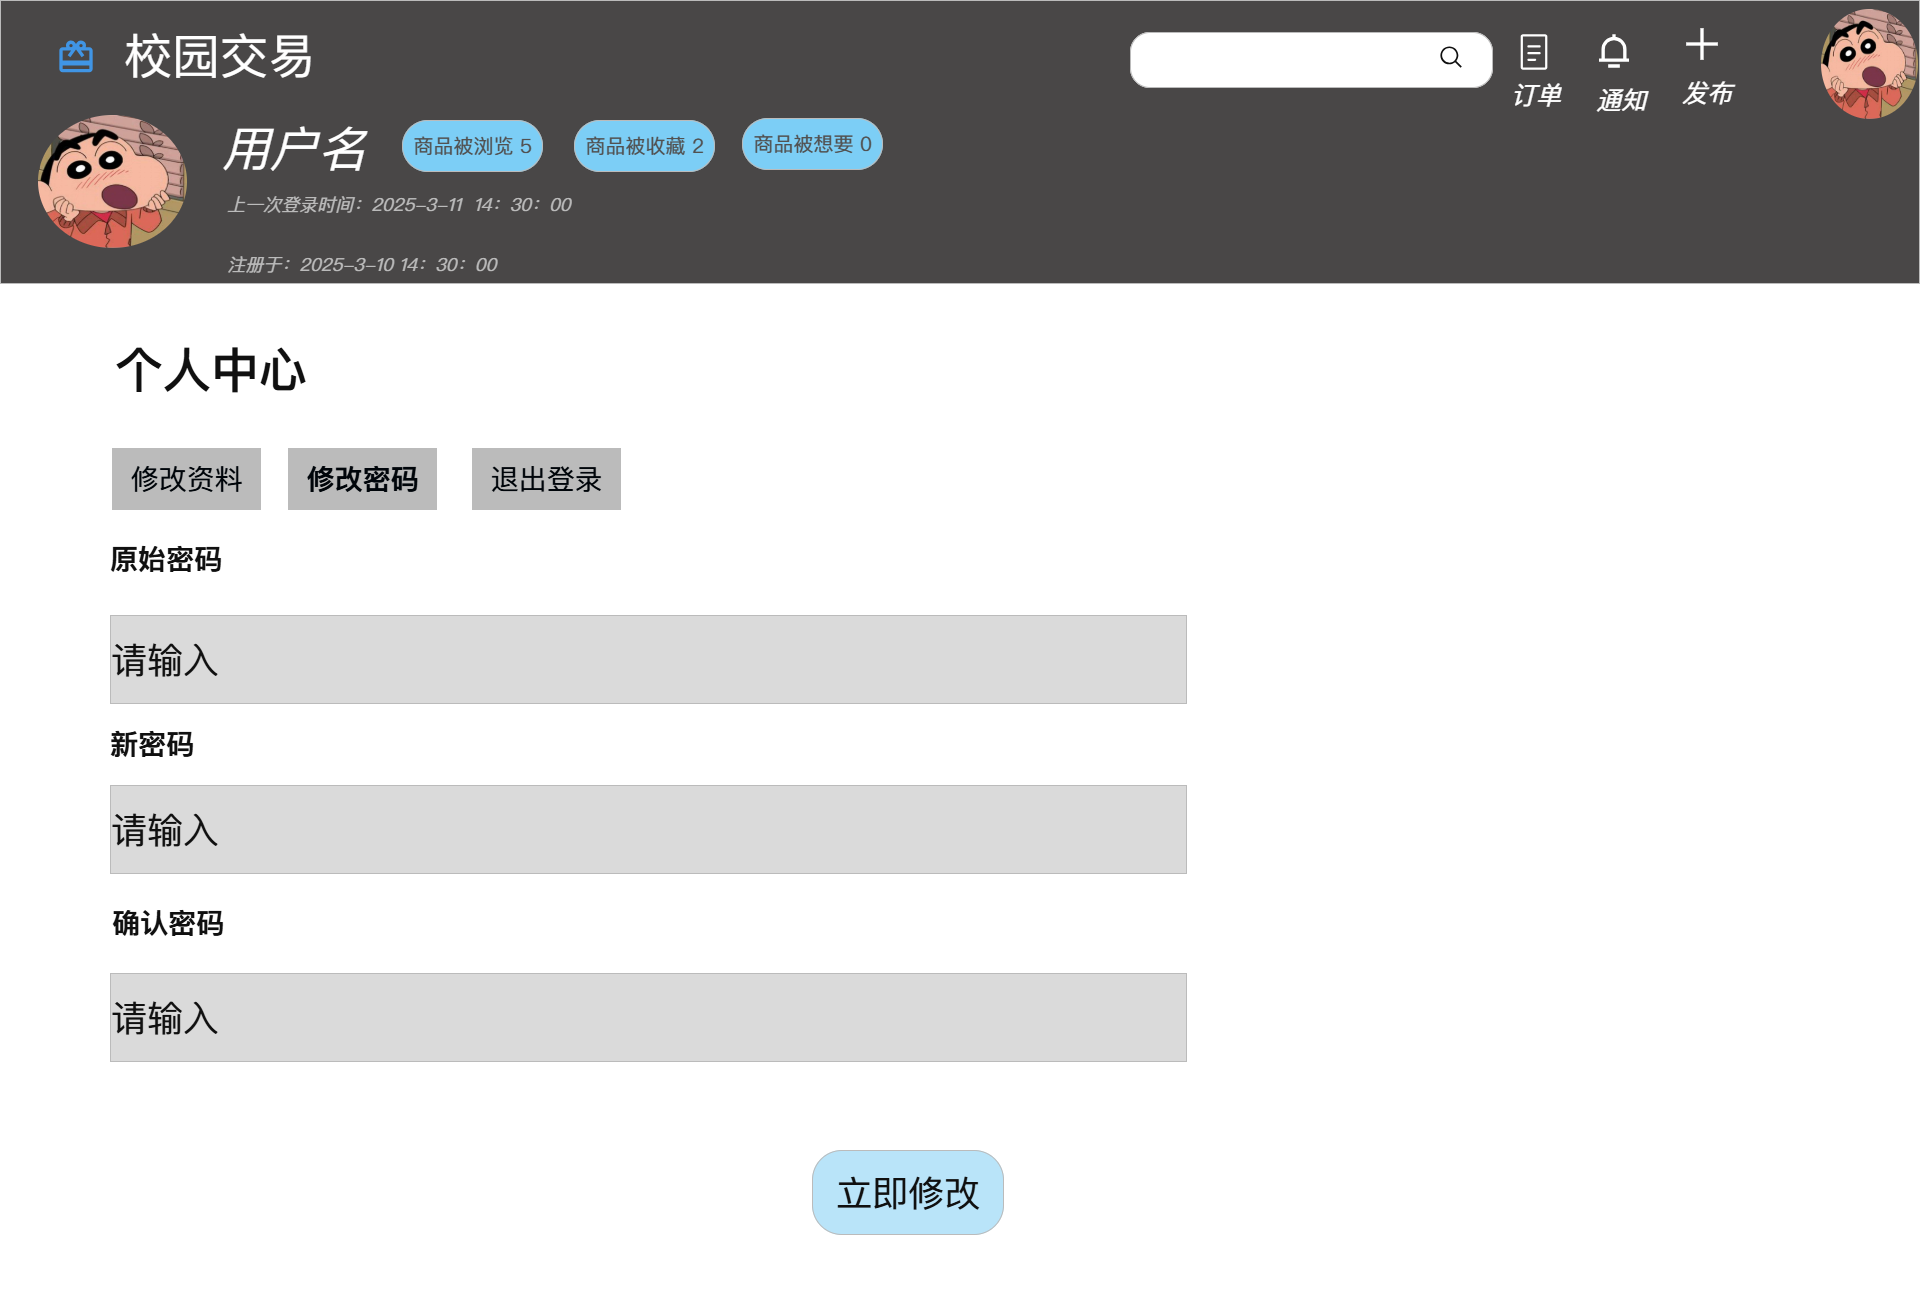 校园交易
订单
通知
发布
用户名
商品被浏览 5
商品被收藏 2
商品被想要 0
上一次登录时间：2025-3-11 14：30：00
注册于：2025-3-10 14：30：00
个人中心
修改资料
修改密码
退出登录
原始密码
请输入
新密码
请输入
确认密码
请输入
立即修改